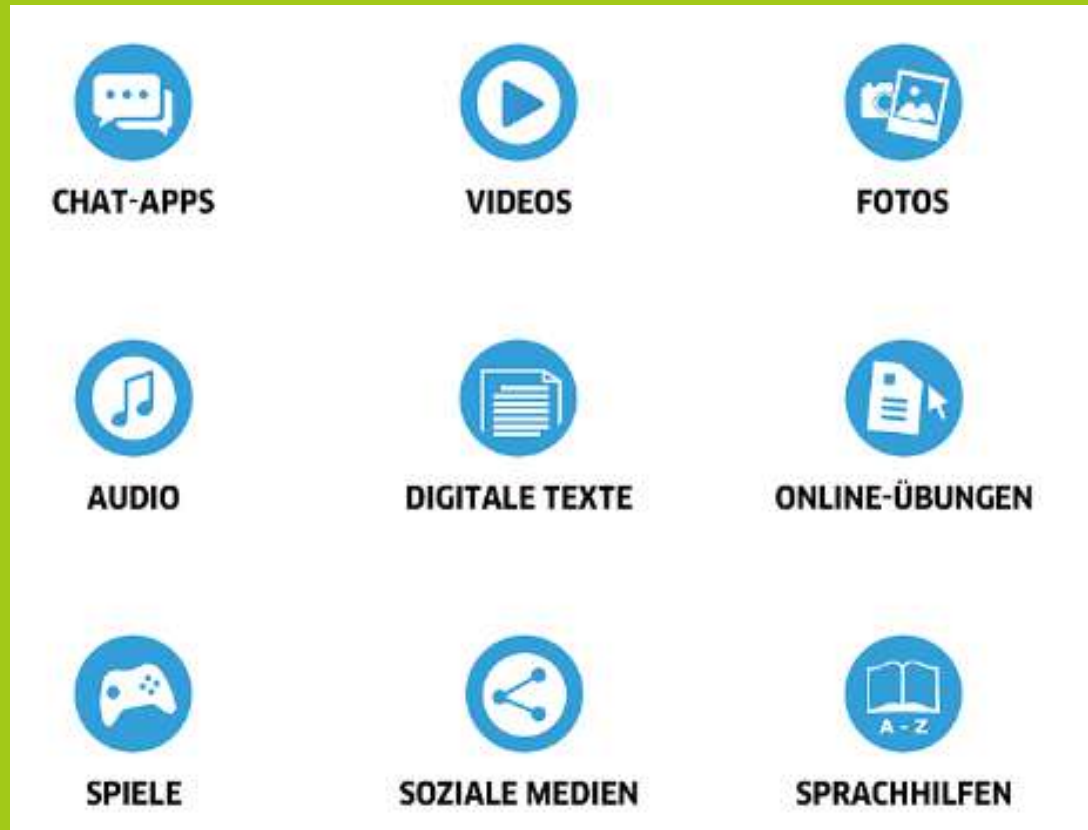 CHAT-APPS
VIDEOS
FOTOS
AUDIO
DIGITALE TEXTE
ONLINE-ÜBUNGEN
A - Z
SPIELE
SOZIALE MEDIEN
SPRACHHILFEN